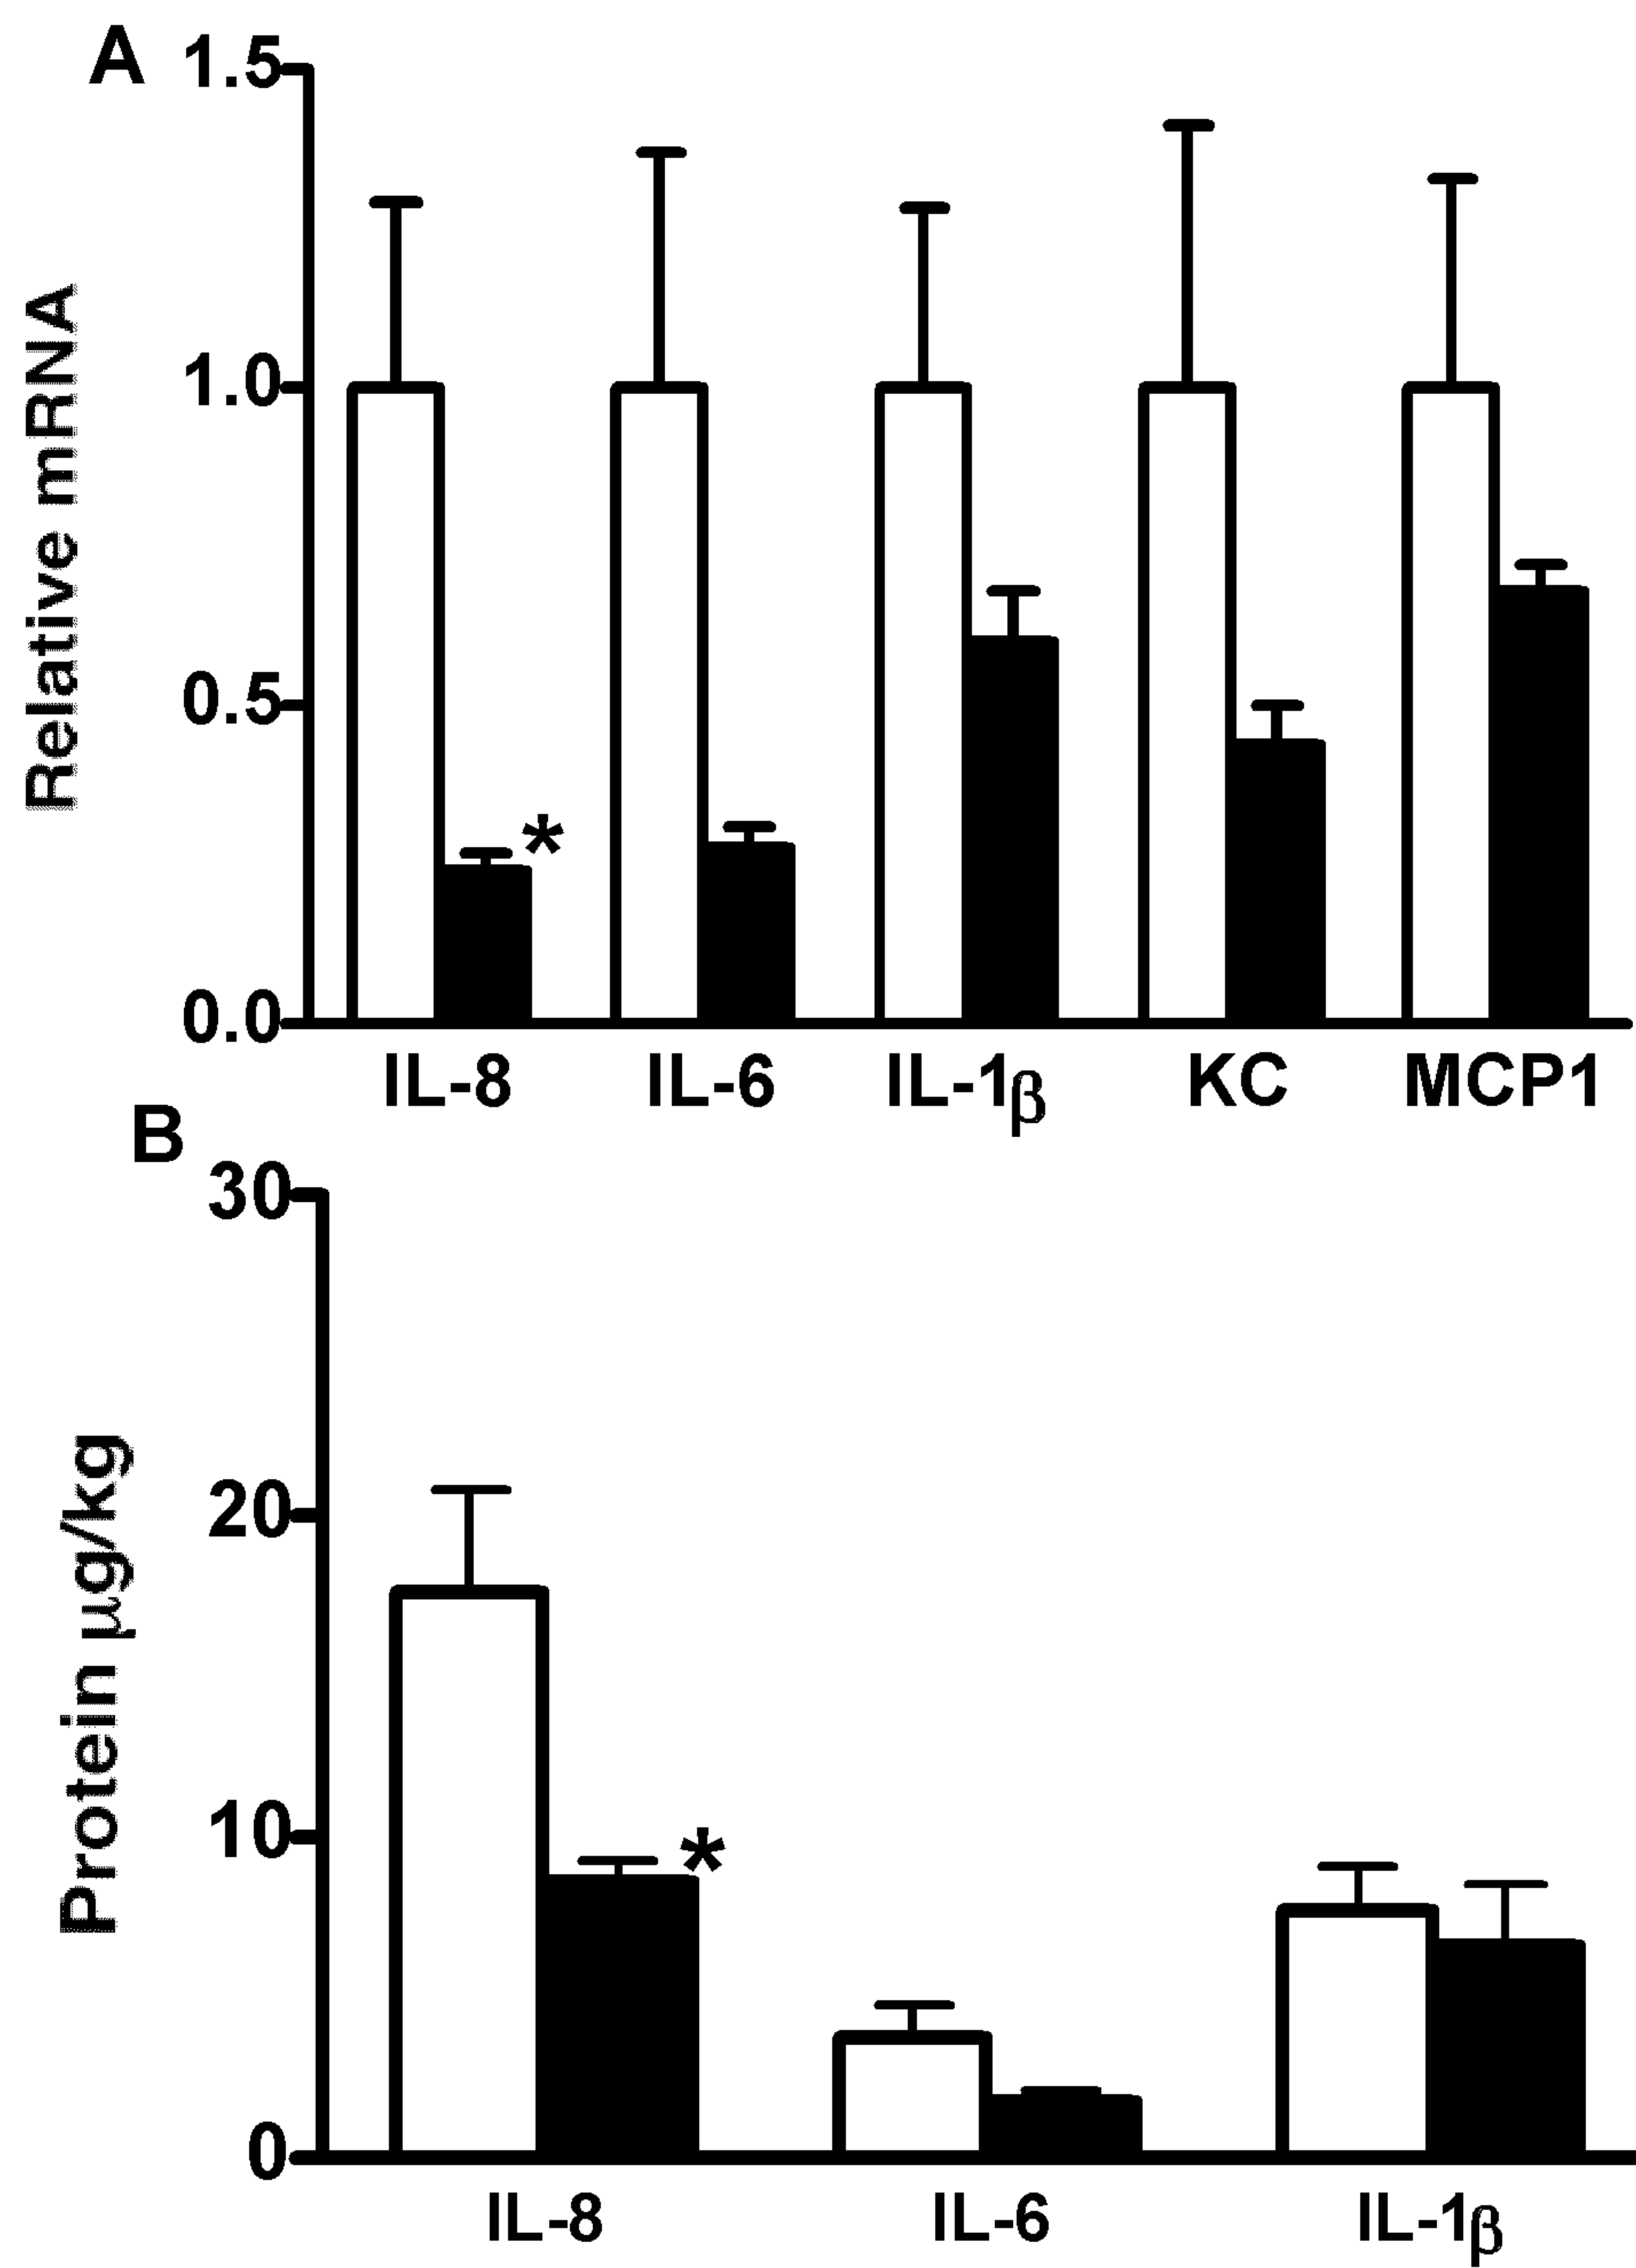 A
1.5
1.0
0.5
0.0
Relative mRNA
*
IL-8 IL-6 IL-1β KC MCP1
B
30
20
10
0
Protein μg/kg
*
IL-8 IL-6 IL-1β